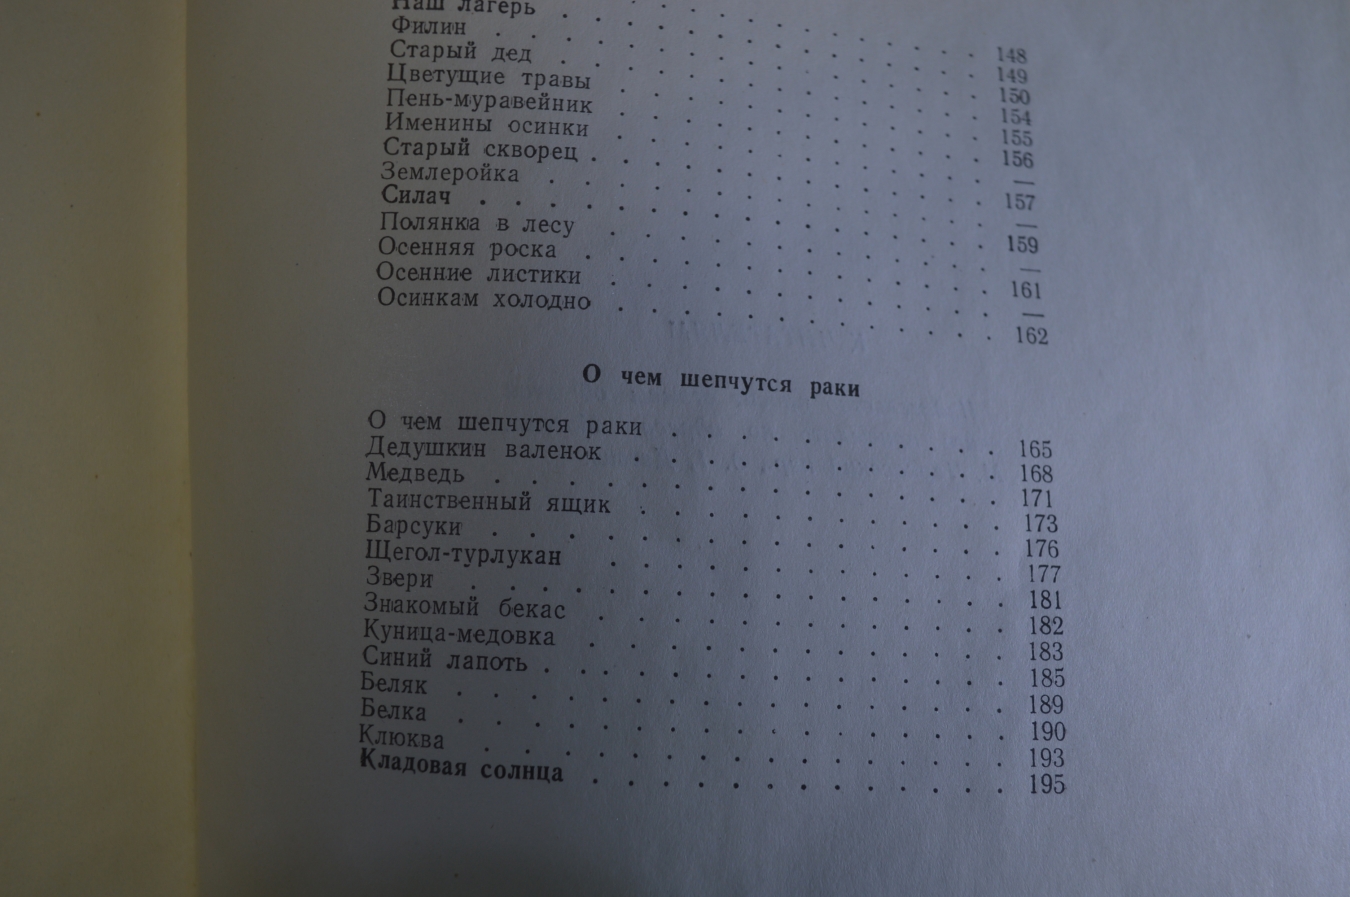 148
Наш лагерь . . . . . . . . . . . . 149
Филин . . . . . . . . . . . . . . 150
Старый дед . . . . . . . . . . . . 154
Цветущие травы . . . . . . . . . . 155
Пень-муравейник . . . . . . . . . . 156
Именины осинки . . . . . . . . . . —
Старый скворец . . . . . . . . . . 157
Землеройка . . . . . . . . . . . . —
Силач . . . . . . . . . . . . . . 159
Полянка в лесу . . . . . . . . . . —
Осенняя роска . . . . . . . . . . 161
Осенние листики . . . . . . . . . . —
Осинкам холодно . . . . . . . . . . 162
О чем шепчутся раки
О чем шепчутся раки . . . . . . . . . 165
Дедушкин валенок . . . . . . . . . . 168
Медведь . . . . . . . . . . . . . 171
Таинственный ящик . . . . . . . . . 173
Барсуки . . . . . . . . . . . . . 176
Щегол-турлукан . . . . . . . . . . 177
Звери . . . . . . . . . . . . . . 181
Знакомый бекас . . . . . . . . . . 182
Куница-медовка . . . . . . . . . . 183
Синий лапоть . . . . . . . . . . . 185
Беляк . . . . . . . . . . . . . . 189
Белка . . . . . . . . . . . . . . 190
Клюква . . . . . . . . . . . . . 193
Кладовая солнца . . . . . . . . . . 195